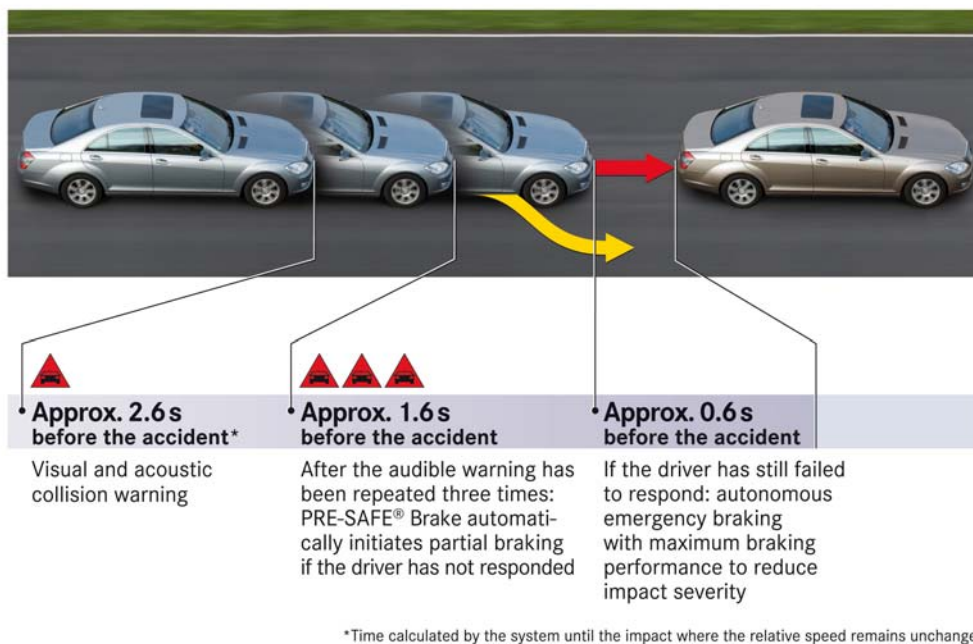 Approx. 2.6 s
before the accident*
Visual and acoustic
collision warning
Approx. 1.6 s
before the accident
After the audible warning has
been repeated three times:
PRE-SAFE® Brake automati-
cally initiates partial braking
if the driver has not responded
Approx. 0.6 s
before the accident
If the driver has still failed
to respond: autonomous
emergency braking
with maximum braking
performance to reduce
impact severity
*Time calculated by the system until the impact where the relative speed remains unchange